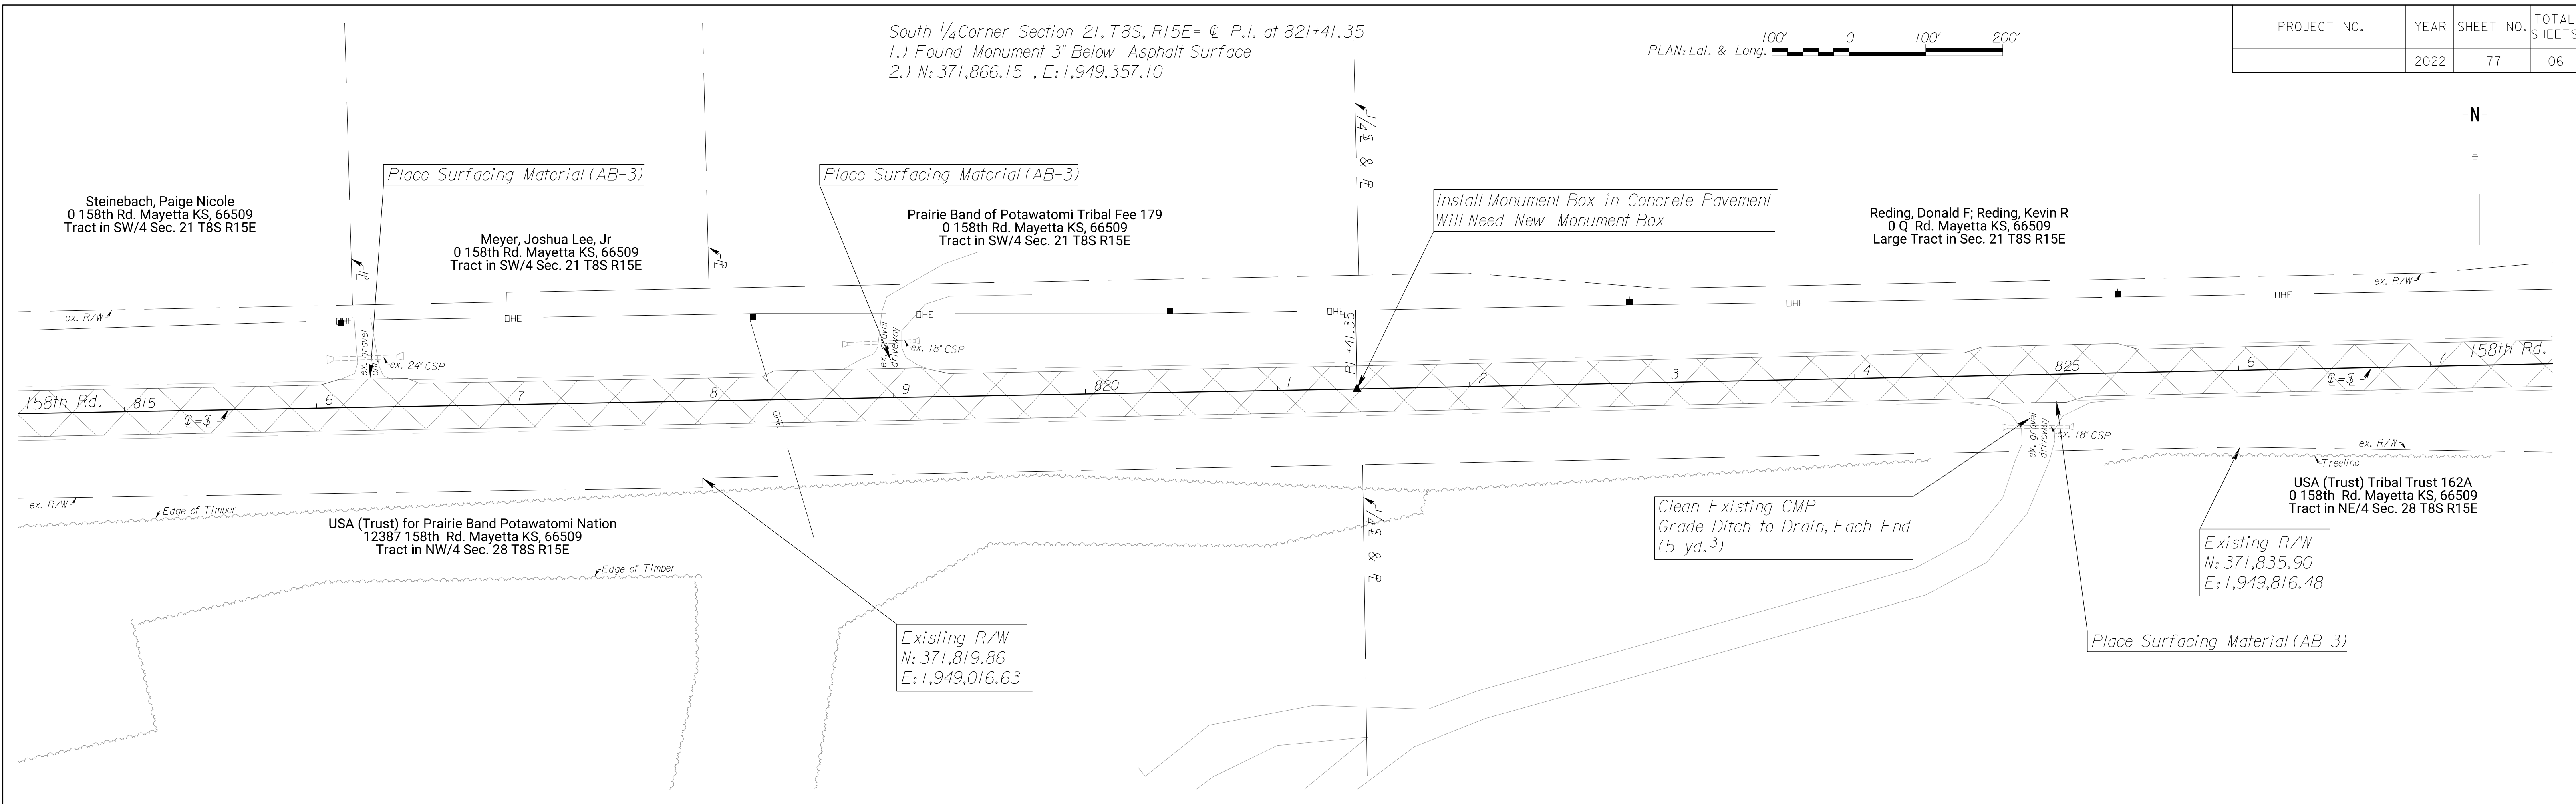 South 1/4 Corner Section 21, T8S, R15E= ℄ P.I. at 821+41.35
1.) Found Monument 3" Below Asphalt Surface
2.) N: 371,866.15 , E: 1,949,357.10
PLAN: Lat. & Long.
100' 0 100' 200'
PROJECT NO. YEAR SHEET NO. TOTAL SHEETS
2022 77 106
N
1/4 S̵L & PL
Place Surfacing Material (AB-3)
Place Surfacing Material (AB-3)
Install Monument Box in Concrete Pavement
Will Need New Monument Box
Steinebach, Paige Nicole
0 158th Rd. Mayetta KS, 66509
Tract in SW/4 Sec. 21 T8S R15E
Meyer, Joshua Lee, Jr
0 158th Rd. Mayetta KS, 66509
Tract in SW/4 Sec. 21 T8S R15E
Prairie Band of Potawatomi Tribal Fee 179
0 158th Rd. Mayetta KS, 66509
Tract in SW/4 Sec. 21 T8S R15E
Reding, Donald F; Reding, Kevin R
0 Q Rd. Mayetta KS, 66509
Large Tract in Sec. 21 T8S R15E
PL
PL
ex. R/W
ex. R/W
OHE
OHE
OHE
OHE
OHE
OHE
ex. gravel
ent.
ex. 24" CSP
ex. gravel
driveway
ex. 18" CSP
PI +41.35
158th Rd.
158th Rd.
815 6 7 8 9 820 1 2 3 4 825 6 7
℄=SL
℄=SL
OHE
ex. gravel
driveway
ex. 18" CSP
ex. R/W
Treeline
ex. R/W
Edge of Timber
USA (Trust) for Prairie Band Potawatomi Nation
12387 158th Rd. Mayetta KS, 66509
Tract in NW/4 Sec. 28 T8S R15E
Edge of Timber
1/4 SL & PL
Clean Existing CMP
Grade Ditch to Drain, Each End
(5 yd.³)
USA (Trust) Tribal Trust 162A
0 158th Rd. Mayetta KS, 66509
Tract in NE/4 Sec. 28 T8S R15E
Existing R/W
N: 371,835.90
E: 1,949,816.48
Existing R/W
N: 371,819.86
E: 1,949,016.63
Place Surfacing Material (AB-3)